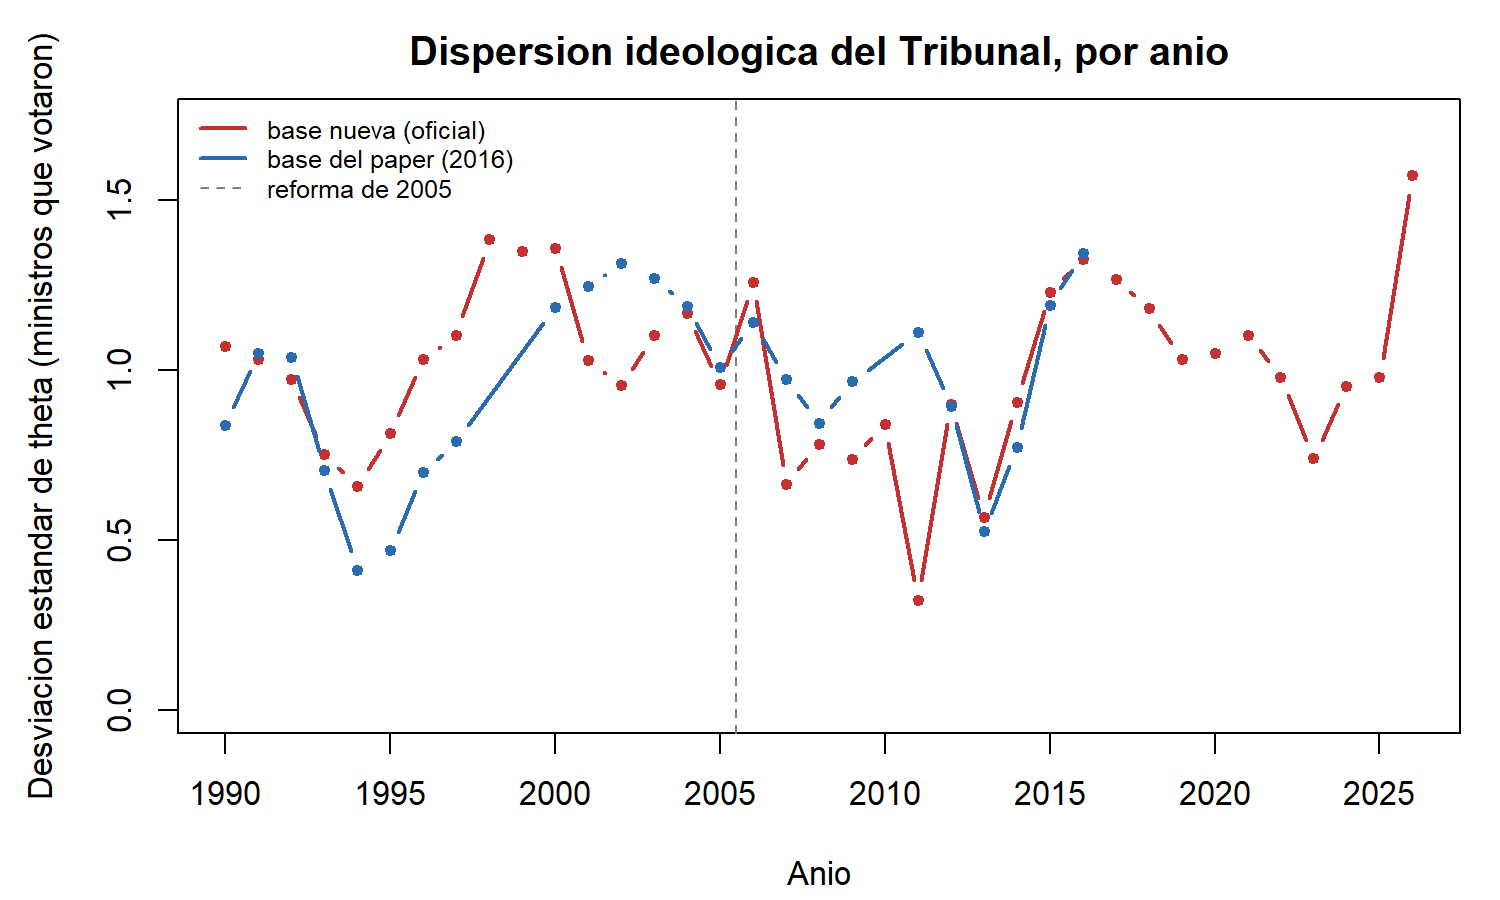 Dispersion ideologica del Tribunal, por anio
Desviacion estandar de theta (ministros que votaron)
base nueva (oficial)
base del paper (2016)
reforma de 2005
1.5
1.0
0.5
0.0
1990 1995 2000 2005 2010 2015 2020 2025
Anio